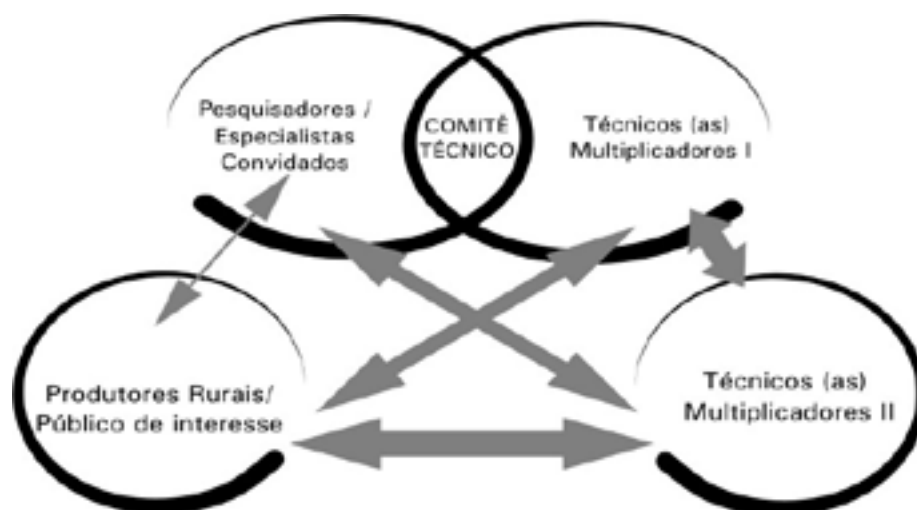 Pesquisadores /
Especialistas
Convidados
COMITÊ
TÉCNICO
Técnicos (as)
Multiplicadores I
Produtores Rurais/
Público de interesse
Técnicos (as)
Multiplicadores II